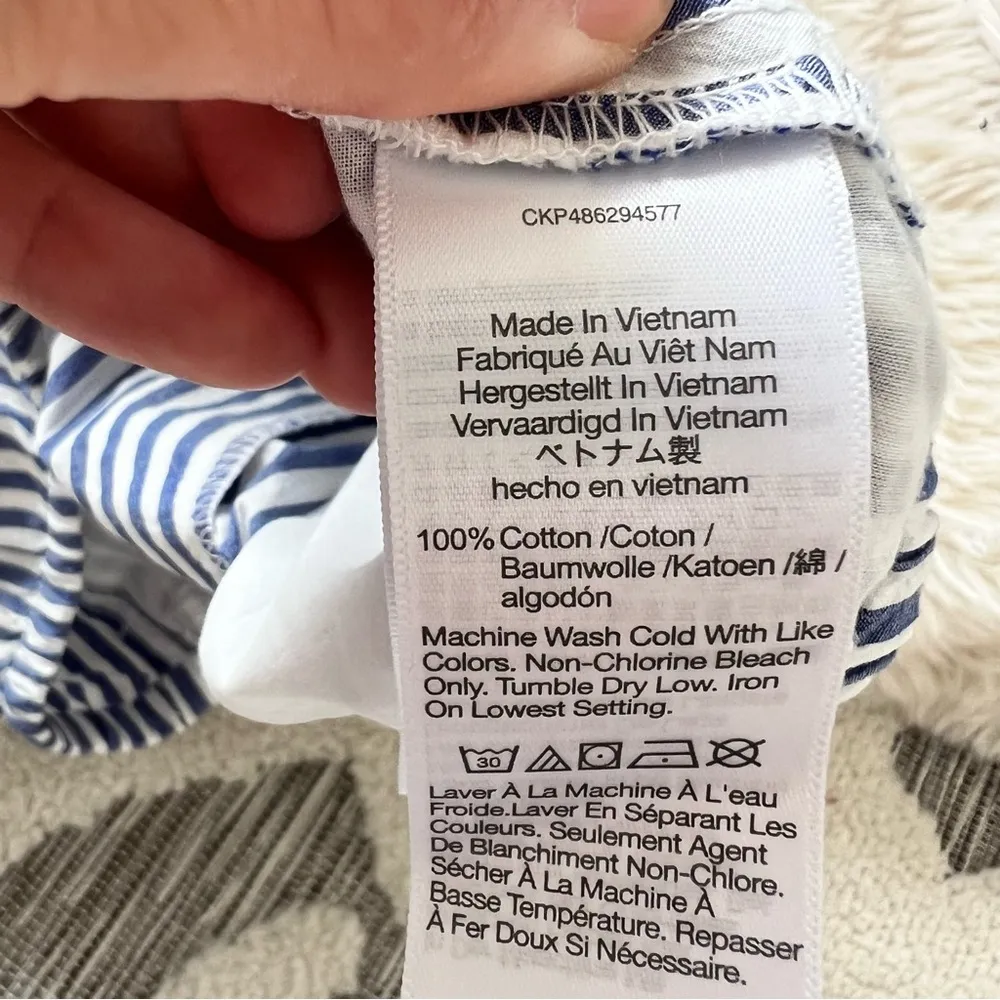 CKP486294577
Made In Vietnam
Fabriqué Au Viêt Nam
Hergestellt In Vietnam
Vervaardigd In Vietnam
ベトナム製
hecho en vietnam
100% Cotton /Coton /
Baumwolle /Katoen /綿 /
algodón
Machine Wash Cold With Like
Colors. Non-Chlorine Bleach
Only. Tumble Dry Low. Iron
On Lowest Setting.
30
Laver À La Machine À L'eau
Froide.Laver En Séparant Les
Couleurs. Seulement Agent
De Blanchiment Non-Chlore.
Sécher À La Machine À
Basse Température. Repasser
À Fer Doux Si Nécessaire.